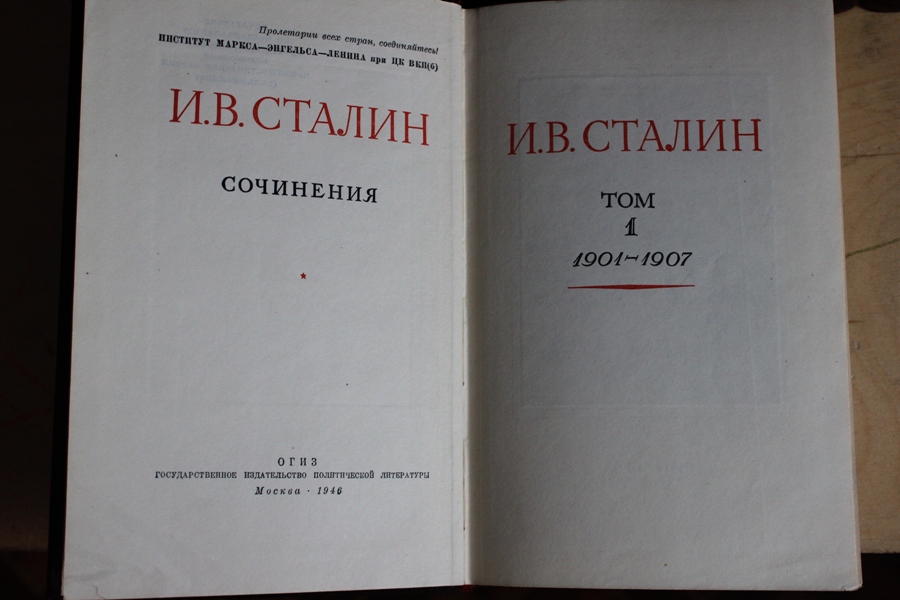 Пролетарии всех стран, соединяйтесь!
ИНСТИТУТ МАРКСА—ЭНГЕЛЬСА—ЛЕНИНА при ЦК ВКП(б)
И.В. СТАЛИН
СОЧИНЕНИЯ
ОГИЗ
ГОСУДАРСТВЕННОЕ ИЗДАТЕЛЬСТВО ПОЛИТИЧЕСКОЙ ЛИТЕРАТУРЫ
Москва · 1946
И.В. СТАЛИН
ТОМ
1
1901-1907